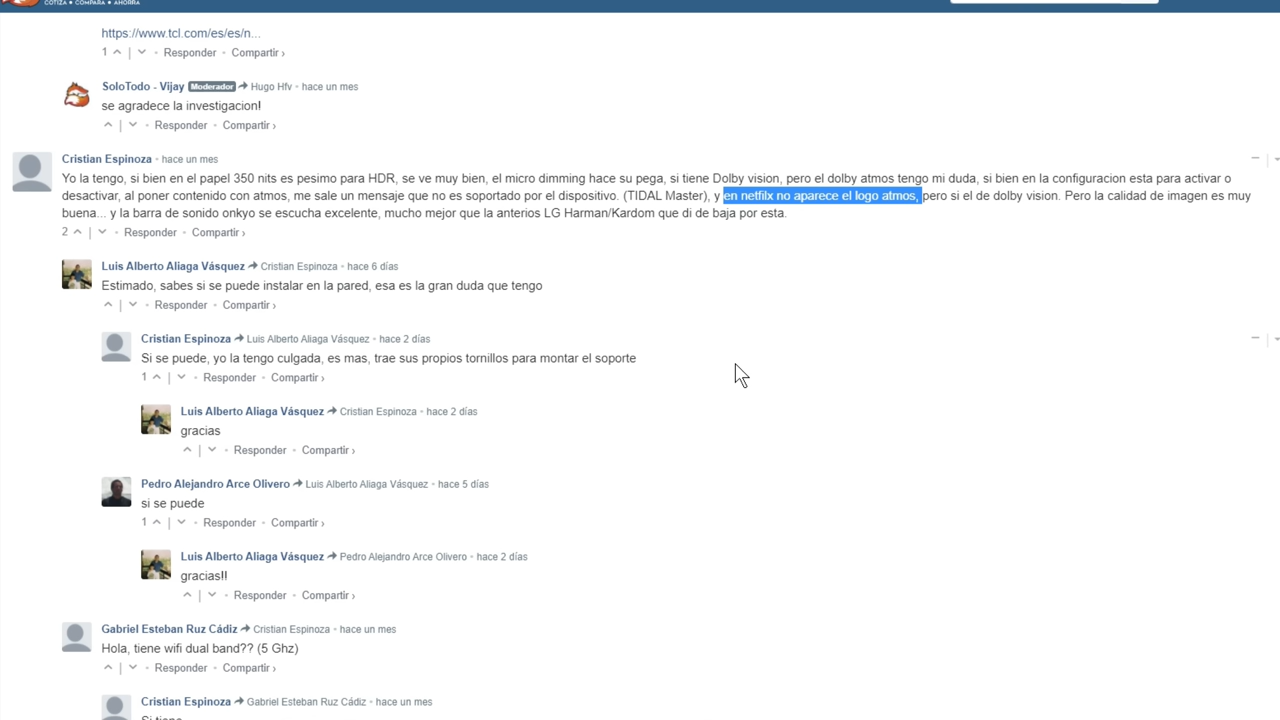 COTIZA • COMPARA • AHORRA
https://www.tcl.com/es/es/n...
1 | • Responder • Compartir ›
SoloTodo - Vijay Moderador Hugo Hfv • hace un mes
se agradece la investigacion!
| • Responder • Compartir ›
Cristian Espinoza • hace un mes
Yo la tengo, si bien en el papel 350 nits es pesimo para HDR, se ve muy bien, el micro dimming hace su pega, si tiene Dolby vision, pero el dolby atmos tengo mi duda, si bien en la configuracion esta para activar o
desactivar, al poner contenido con atmos, me sale un mensaje que no es soportado por el dispositivo. (TIDAL Master), y en netfilx no aparece el logo atmos, pero si el de dolby vision. Pero la calidad de imagen es muy
buena... y la barra de sonido onkyo se escucha excelente, mucho mejor que la anterios LG Harman/Kardom que di de baja por esta.
2 | • Responder • Compartir ›
Luis Alberto Aliaga Vásquez Cristian Espinoza • hace 6 días
Estimado, sabes si se puede instalar en la pared, esa es la gran duda que tengo
| • Responder • Compartir ›
Cristian Espinoza Luis Alberto Aliaga Vásquez • hace 2 días
Si se puede, yo la tengo culgada, es mas, trae sus propios tornillos para montar el soporte
1 | • Responder • Compartir ›
Luis Alberto Aliaga Vásquez Cristian Espinoza • hace 2 días
gracias
| • Responder • Compartir ›
Pedro Alejandro Arce Olivero Luis Alberto Aliaga Vásquez • hace 5 días
si se puede
1 | • Responder • Compartir ›
Luis Alberto Aliaga Vásquez Pedro Alejandro Arce Olivero • hace 2 días
gracias!!
| • Responder • Compartir ›
Gabriel Esteban Ruz Cádiz Cristian Espinoza • hace un mes
Hola, tiene wifi dual band?? (5 Ghz)
| • Responder • Compartir ›
Cristian Espinoza Gabriel Esteban Ruz Cádiz • hace un mes
Si tiene